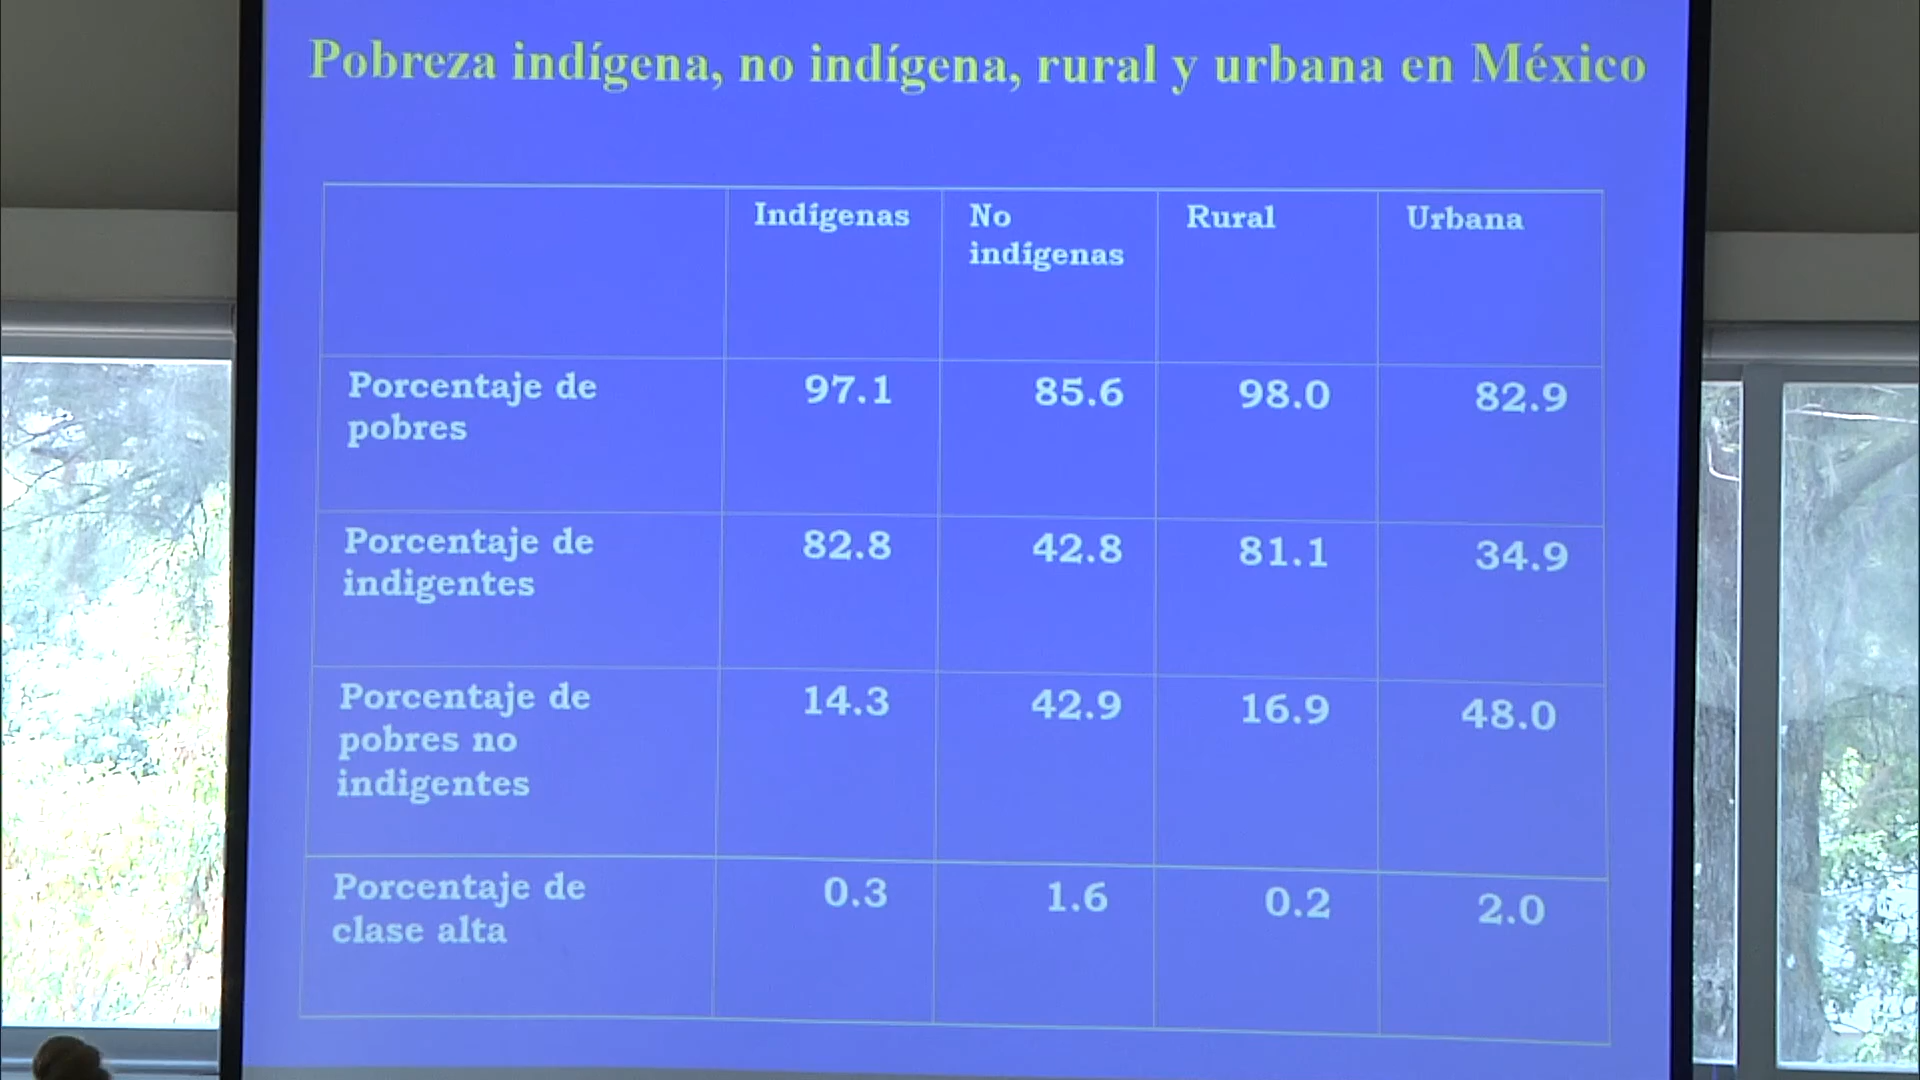 Pobreza indígena, no indígena, rural y urbana en México
Indígenas
No
indígenas
Rural
Urbana
Porcentaje de
pobres
97.1
85.6
98.0
82.9
Porcentaje de
indigentes
82.8
42.8
81.1
34.9
Porcentaje de
pobres no
indigentes
14.3
42.9
16.9
48.0
Porcentaje de
clase alta
0.3
1.6
0.2
2.0